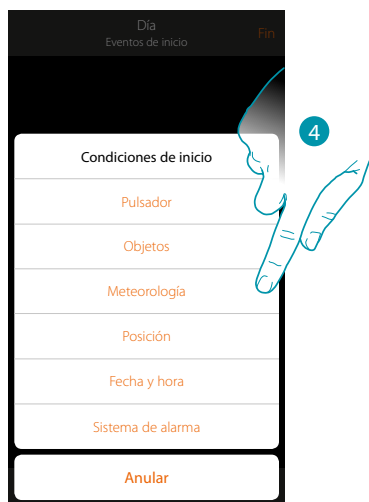 Día
Eventos de inicio
Fin
4
Condiciones de inicio
Pulsador
Objetos
Meteorología
Posición
Fecha y hora
Sistema de alarma
Anular